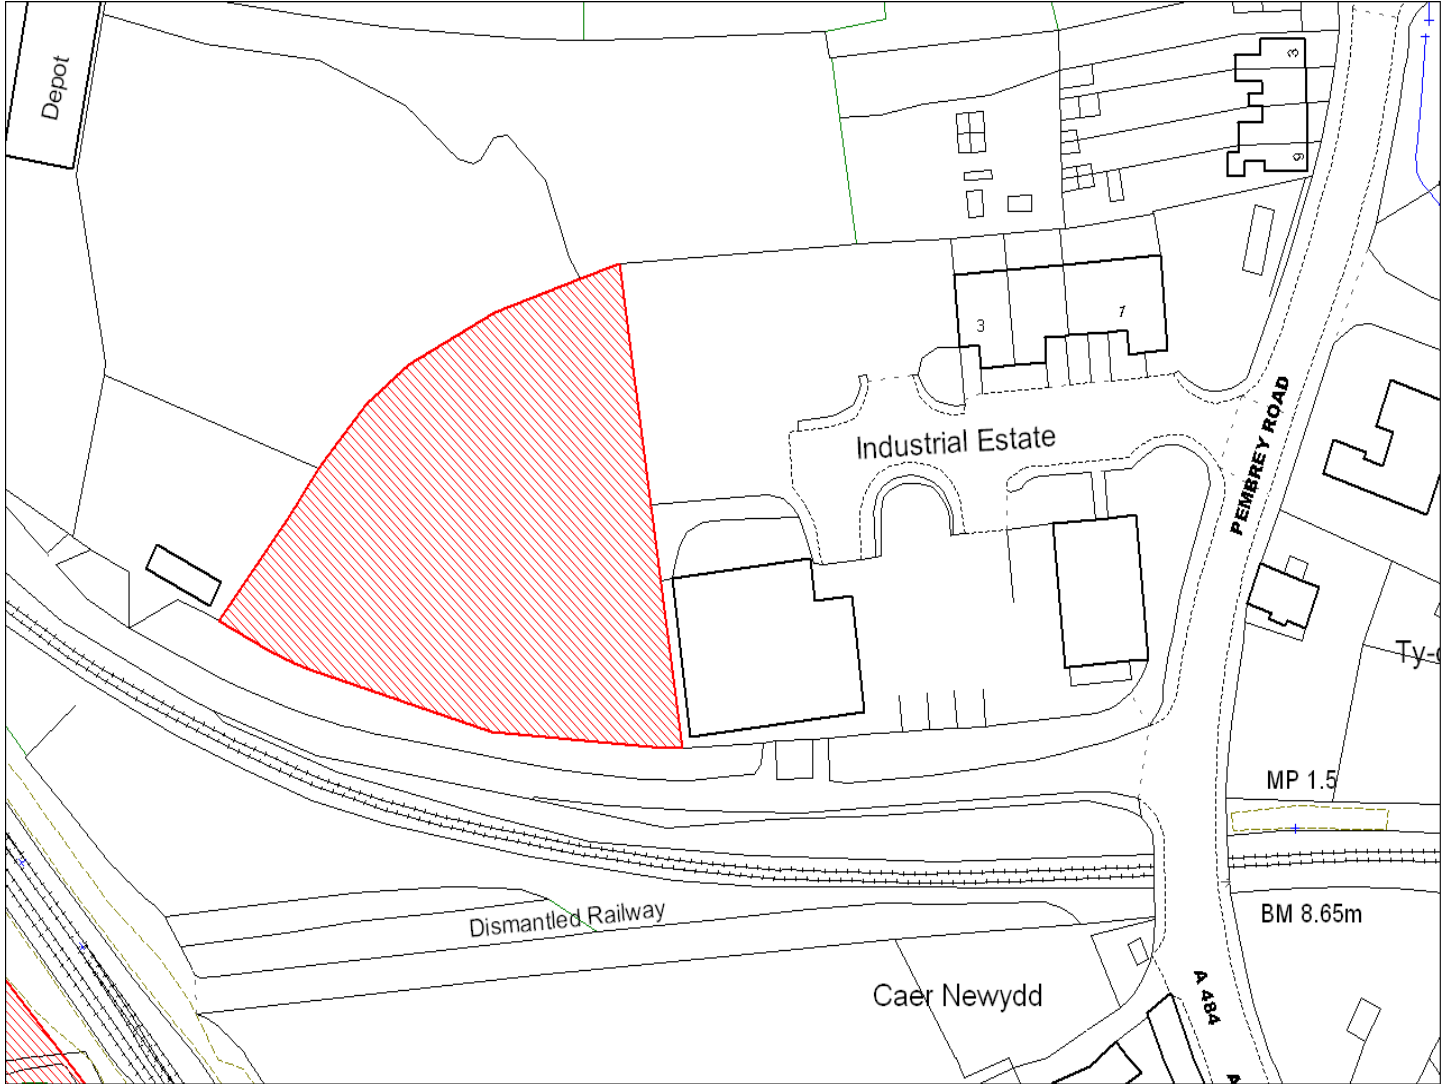 Depot
3
9
3
1
Industrial Estate
PEMBREY ROAD
MP 1.5
BM 8.65m
Dismantled Railway
Caer Newydd
A 484